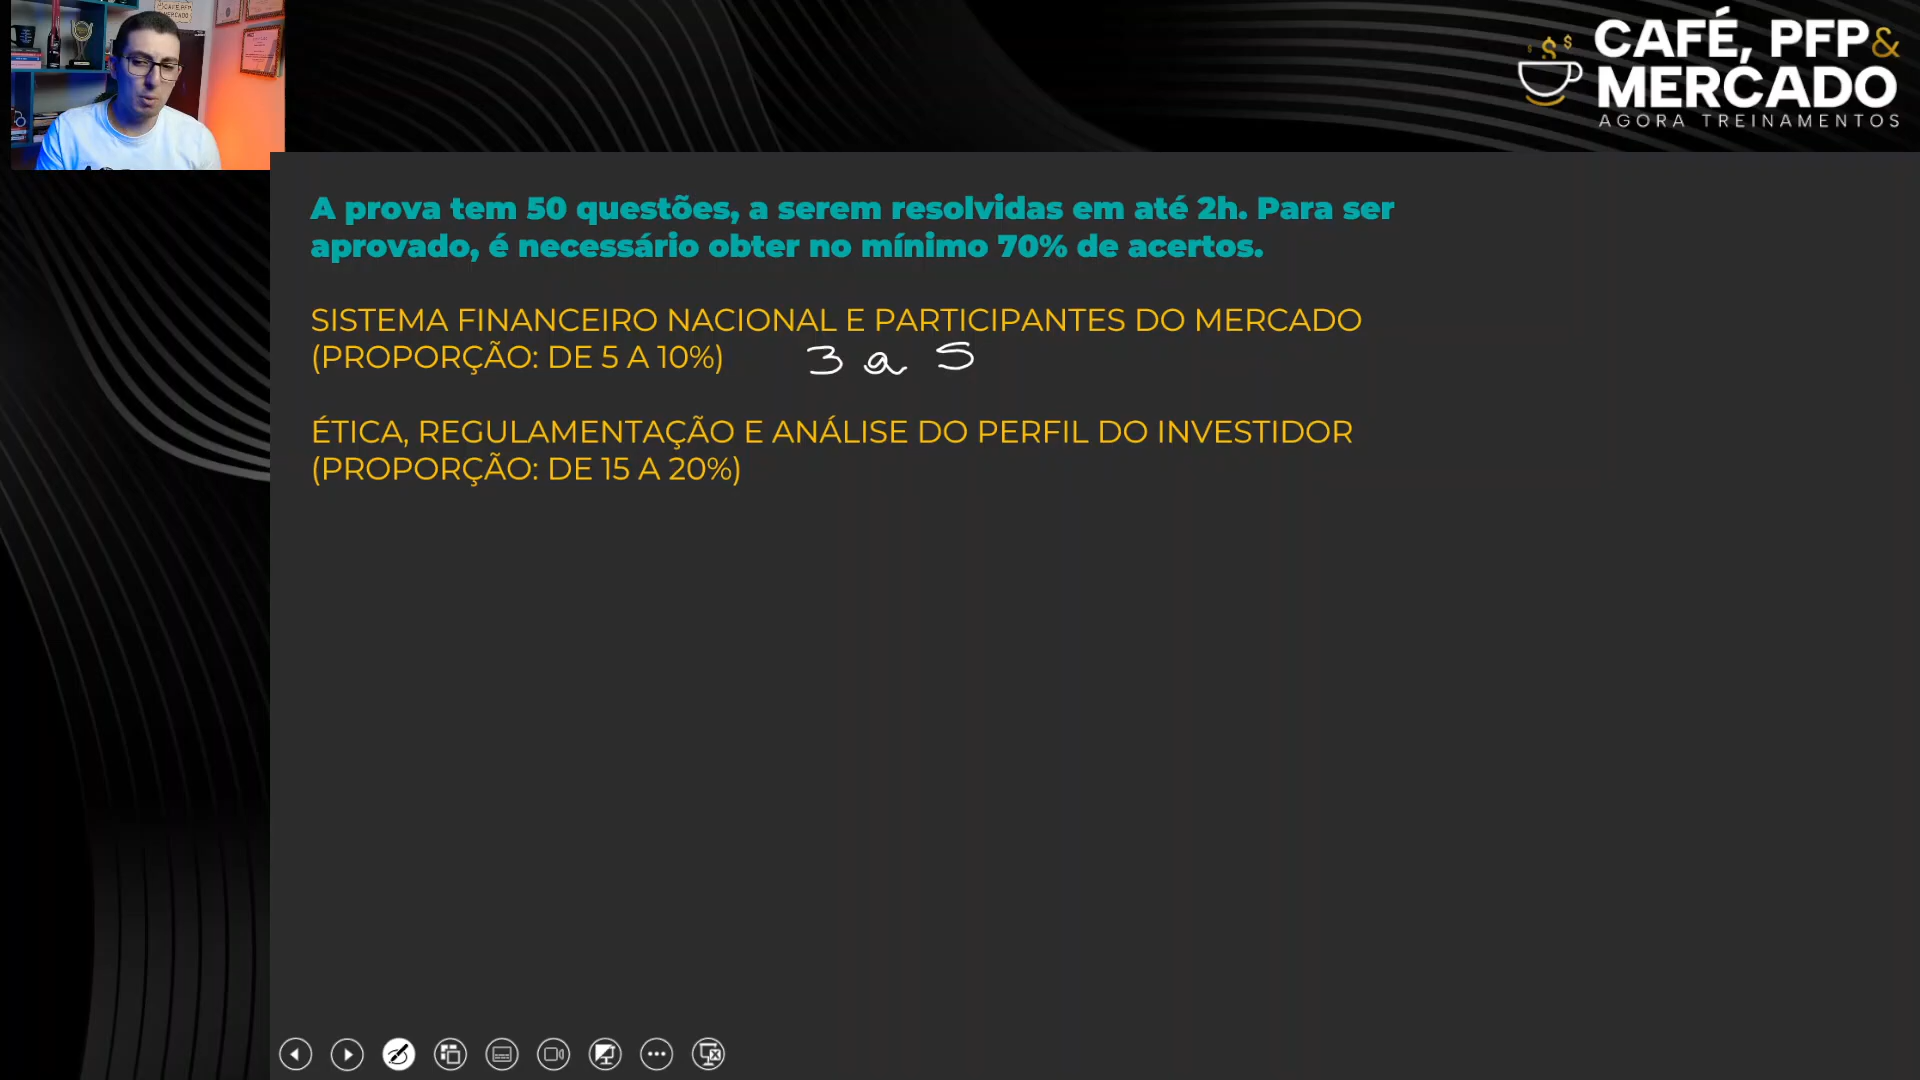 CAFÉ, PFP&
MERCADO
AGORA TREINAMENTOS
A prova tem 50 questões, a serem resolvidas em até 2h. Para ser
aprovado, é necessário obter no mínimo 70% de acertos.
SISTEMA FINANCEIRO NACIONAL E PARTICIPANTES DO MERCADO
(PROPORÇÃO: DE 5 A 10%) 3 a 5
ÉTICA, REGULAMENTAÇÃO E ANÁLISE DO PERFIL DO INVESTIDOR
(PROPORÇÃO: DE 15 A 20%)